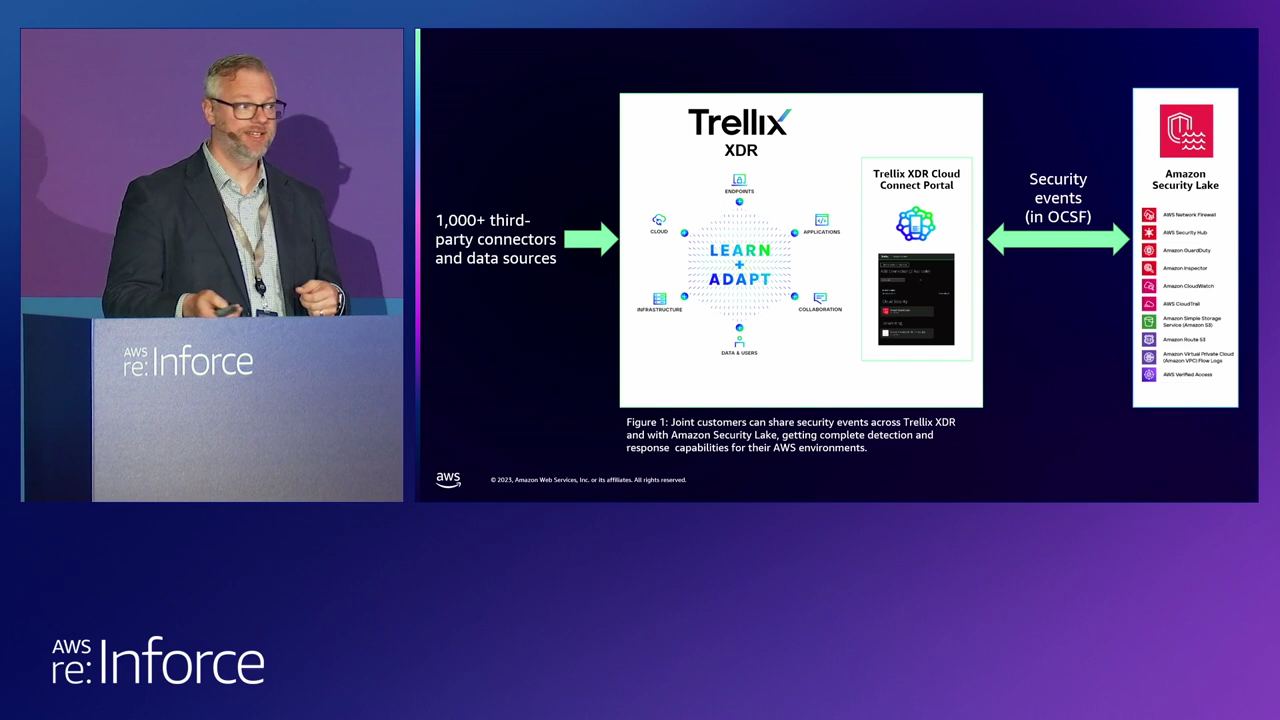 AWS
re:Inforce
1,000+ third-
party connectors
and data sources
Trellix
XDR
ENDPOINTS
CLOUD
APPLICATIONS
LEARN
+
ADAPT
INFRASTRUCTURE
COLLABORATION
DATA & USERS
Trellix XDR Cloud
Connect Portal
Security
events
(in OCSF)
Amazon
Security Lake
AWS Network Firewall
AWS Security Hub
Amazon GuardDuty
Amazon Inspector
Amazon CloudWatch
AWS CloudTrail
Amazon Simple Storage
Service (Amazon S3)
Amazon Route 53
Amazon Virtual Private Cloud
(Amazon VPC) Flow Logs
AWS Verified Access
Figure 1: Joint customers can share security events across Trellix XDR
and with Amazon Security Lake, getting complete detection and
response capabilities for their AWS environments.
aws
© 2023, Amazon Web Services, Inc. or its affiliates. All rights reserved.
AWS
re:Inforce